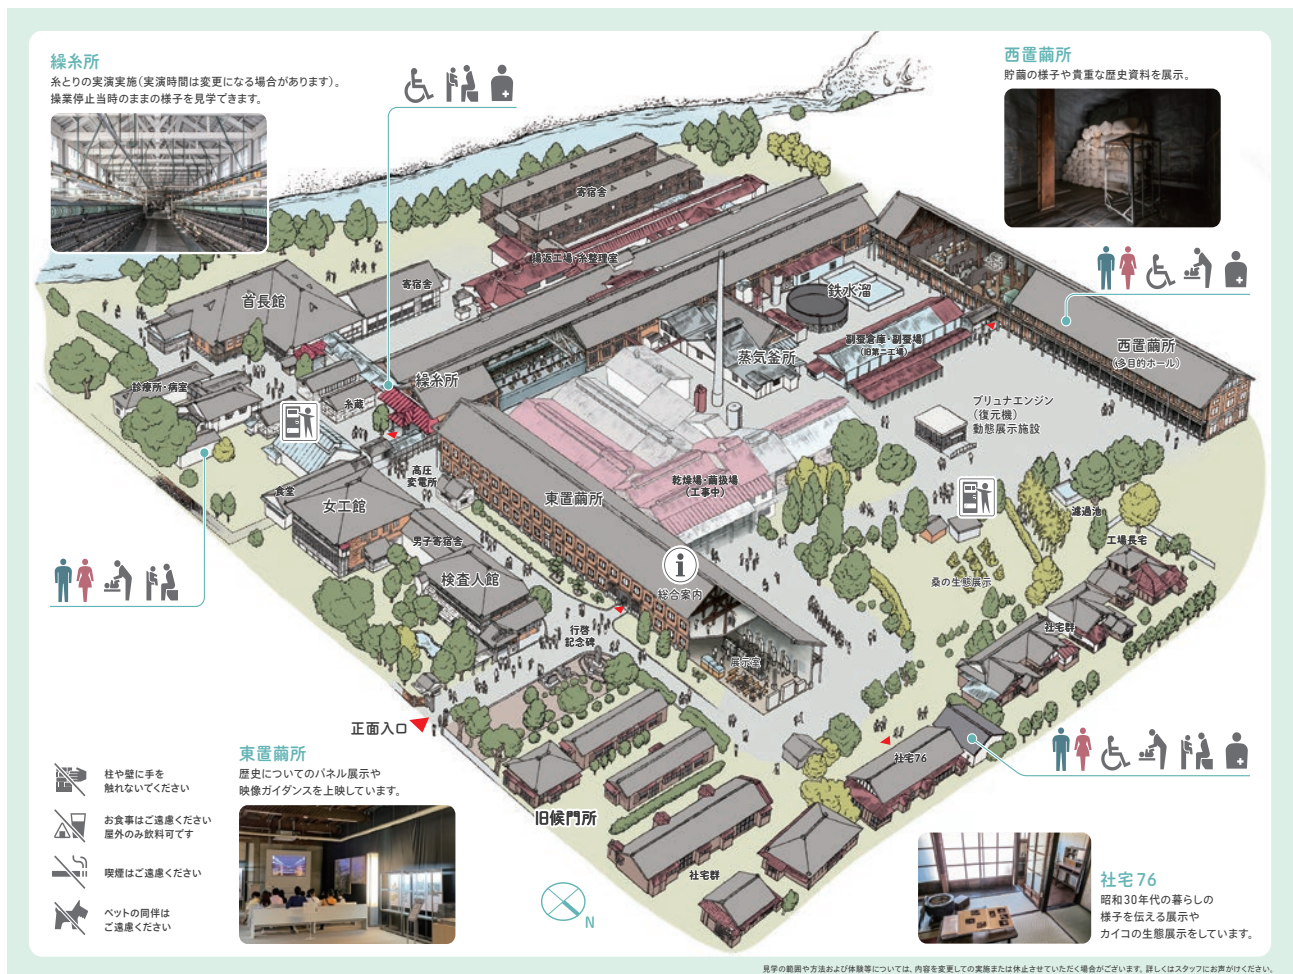 繰糸所
糸とりの実演実施(実演時間は変更になる場合があります)。
操業停止当時のままの様子を見学できます。
西置繭所
貯繭の様子や貴重な歴史資料を展示。
寄宿舎
揚返工場・糸整理室
首長館
寄宿舎
鉄水溜
副蚕倉庫・副蚕場
(旧第二工場)
蒸気釜所
西置繭所
(多目的ホール)
繰糸所
診療所・病室
糸蔵
ブリュナエンジン
(復元機)
動態展示施設
高圧
変電所
乾燥場・繭扱場
(工事中)
食堂
女工館
東置繭所
濾過池
男子寄宿舎
工場長宅
検査人館
i
総合案内
桑の生態展示
行啓
記念碑
社宅群
展示室
正面入口
社宅76
東置繭所
歴史についてのパネル展示や
映像ガイダンスを上映しています。
柱や壁に手を
触れないでください
お食事はご遠慮ください
屋外のみ飲料可です
喫煙はご遠慮ください
ペットの同伴は
ご遠慮ください
旧候門所
社宅群
N
社宅76
昭和30年代の暮らしの
様子を伝える展示や
カイコの生態展示をしています。
見学の範囲や方法および体験等については、内容を変更しての実施または休止させていただく場合がございます。詳しくはスタッフにお声がけください。